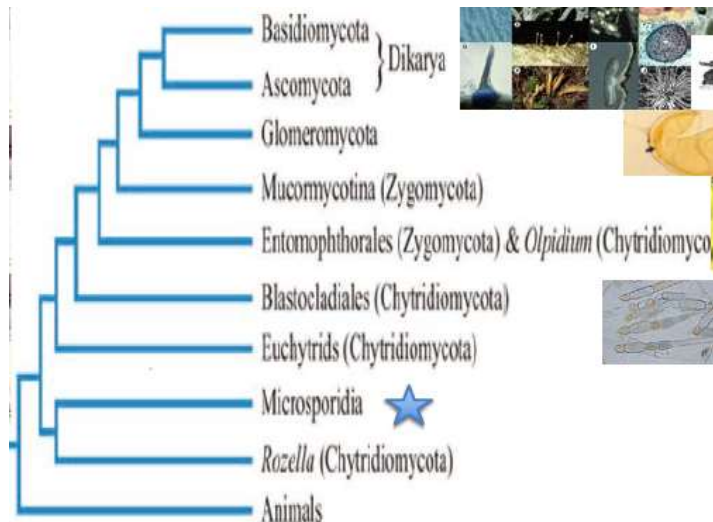 Basidiomycota
Dikarya
Ascomycota
Glomeromycota
Mucormycotina (Zygomycota)
Entomophthorales (Zygomycota) & Olpidium (Chytridiomyco
Blastocladiales (Chytridiomycota)
Euchytrids (Chytridiomycota)
Microsporidia
Rozella (Chytridiomycota)
Animals